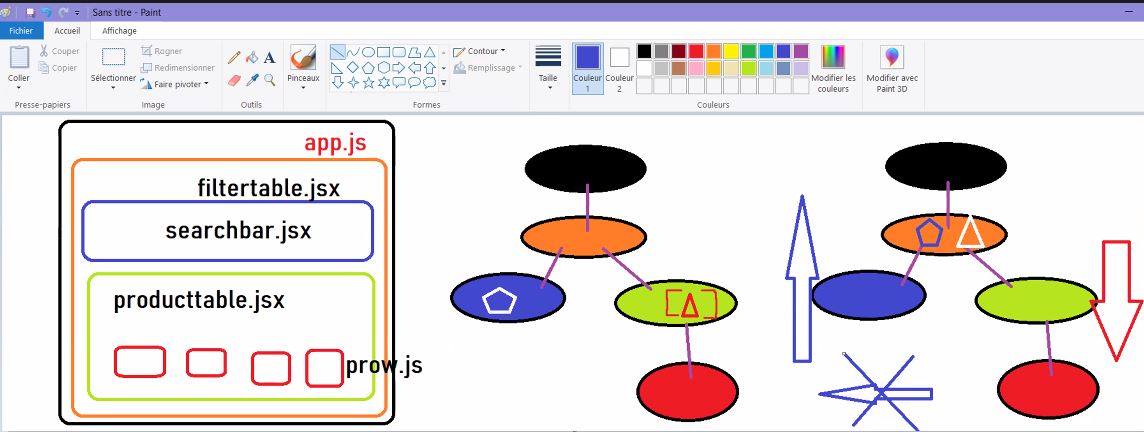 Sans titre - Paint
Fichier Accueil Affichage
Coller
Couper
Copier
Presse-papiers
Sélectionner
Rogner
Redimensionner
Faire pivoter
Image
A
Outils
Pinceaux
Formes
Contour
Remplissage
Taille
Couleur
1
Couleur
2
Couleurs
Modifier les
couleurs
Modifier avec
Paint 3D
app.js
filtertable.jsx
searchbar.jsx
producttable.jsx
prow.js